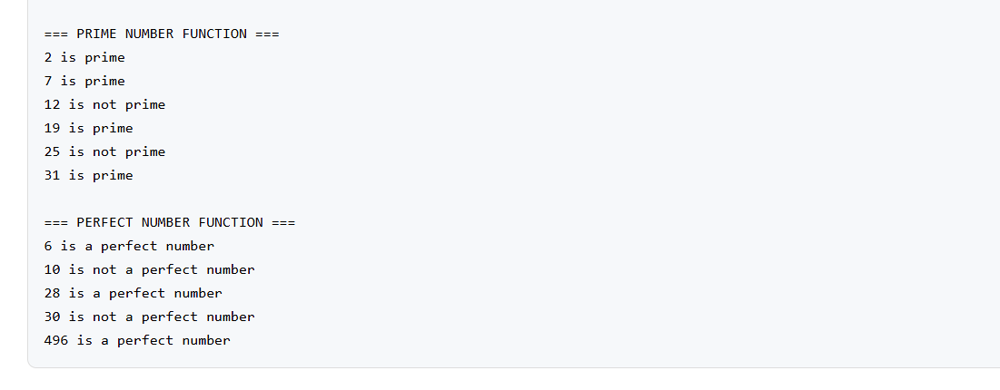 === PRIME NUMBER FUNCTION ===
2 is prime
7 is prime
12 is not prime
19 is prime
25 is not prime
31 is prime
=== PERFECT NUMBER FUNCTION ===
6 is a perfect number
10 is not a perfect number
28 is a perfect number
30 is not a perfect number
496 is a perfect number